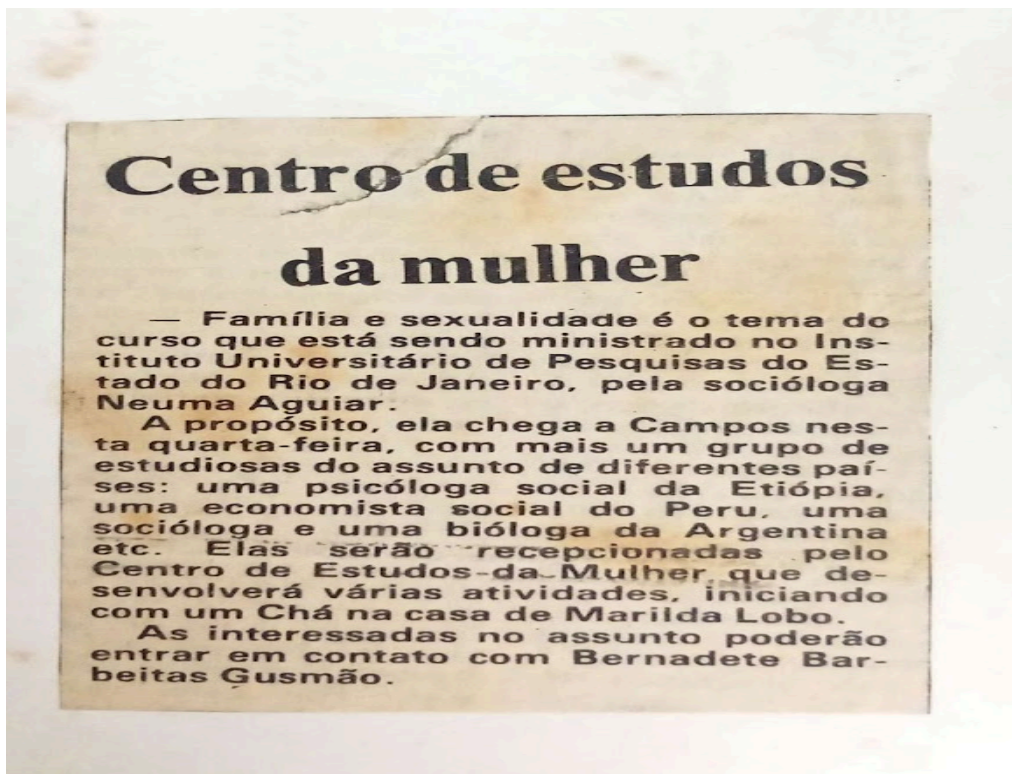 Centro de estudos
da mulher
— Família e sexualidade é o tema do
curso que está sendo ministrado no Ins-
tituto Universitário de Pesquisas do Es-
tado do Rio de Janeiro, pela socióloga
Neuma Aguiar.
A propósito, ela chega a Campos nes-
ta quarta-feira, com mais um grupo de
estudiosas do assunto de diferentes paí-
ses: uma psicóloga social da Etiópia,
uma economista social do Peru, uma
socióloga e uma bióloga da Argentina
etc. Elas serão recepcionadas pelo
Centro de Estudos da Mulher que de-
senvolverá várias atividades, iniciando
com um Chá na casa de Marilda Lobo.
As interessadas no assunto poderão
entrar em contato com Bernadete Bar-
beitas Gusmão.